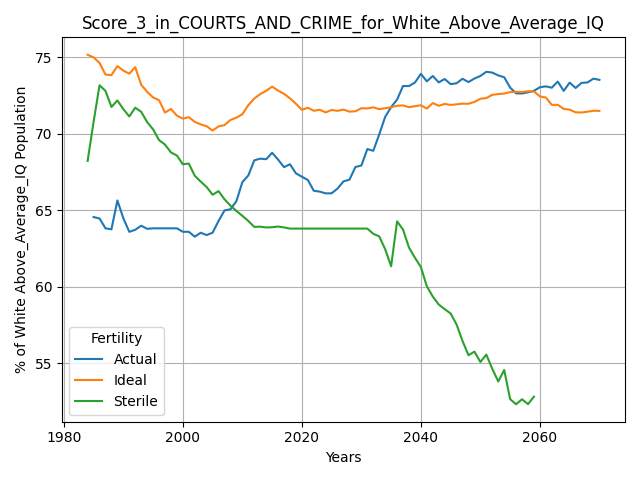 Score_3_in_COURTS_AND_CRIME_for_White_Above_Average_IQ
% of White Above_Average_IQ Population
75
70
65
60
55
Fertility
Actual
Ideal
Sterile
1980 2000 2020 2040 2060
Years